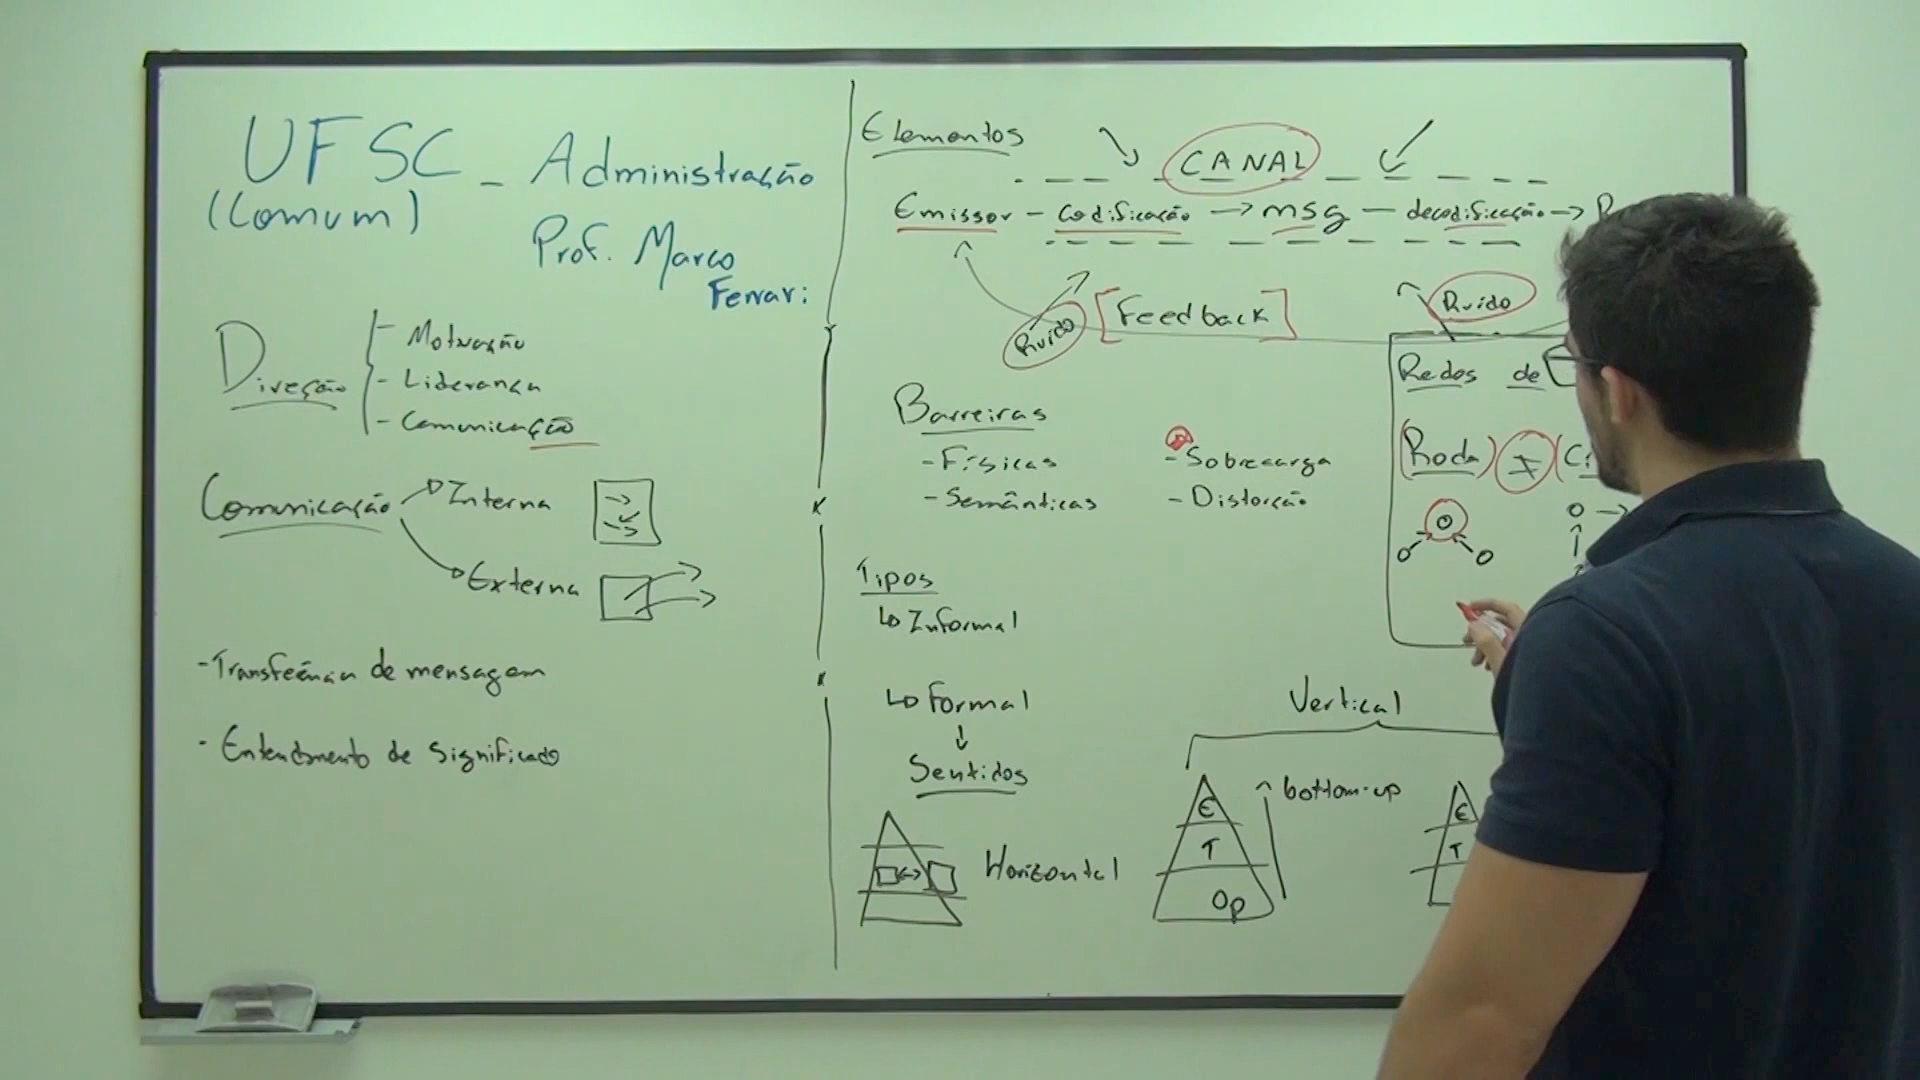 UFSC - Administração
(Comum)
Prof. Marco
Ferrari
Direção
- Motivação
- Liderança
- Comunicação
Comunicação
Interna
Externa
- Transferência de mensagem
- Entendimento de Significado
Elementos
CANAL
Emissor - Codificação -> msg - decodificação ->
Ruído [Feedback] Ruído
Barreiras
- Físicas
- Semânticas
- Sobrecarga
- Distorção
Redes de
(Roda) ≠ (Ci
Tipos
↳ Informal
↳ Formal
↓
Sentidos
Horizontal
Vertical
E
T
Op
bottom-up
E
T